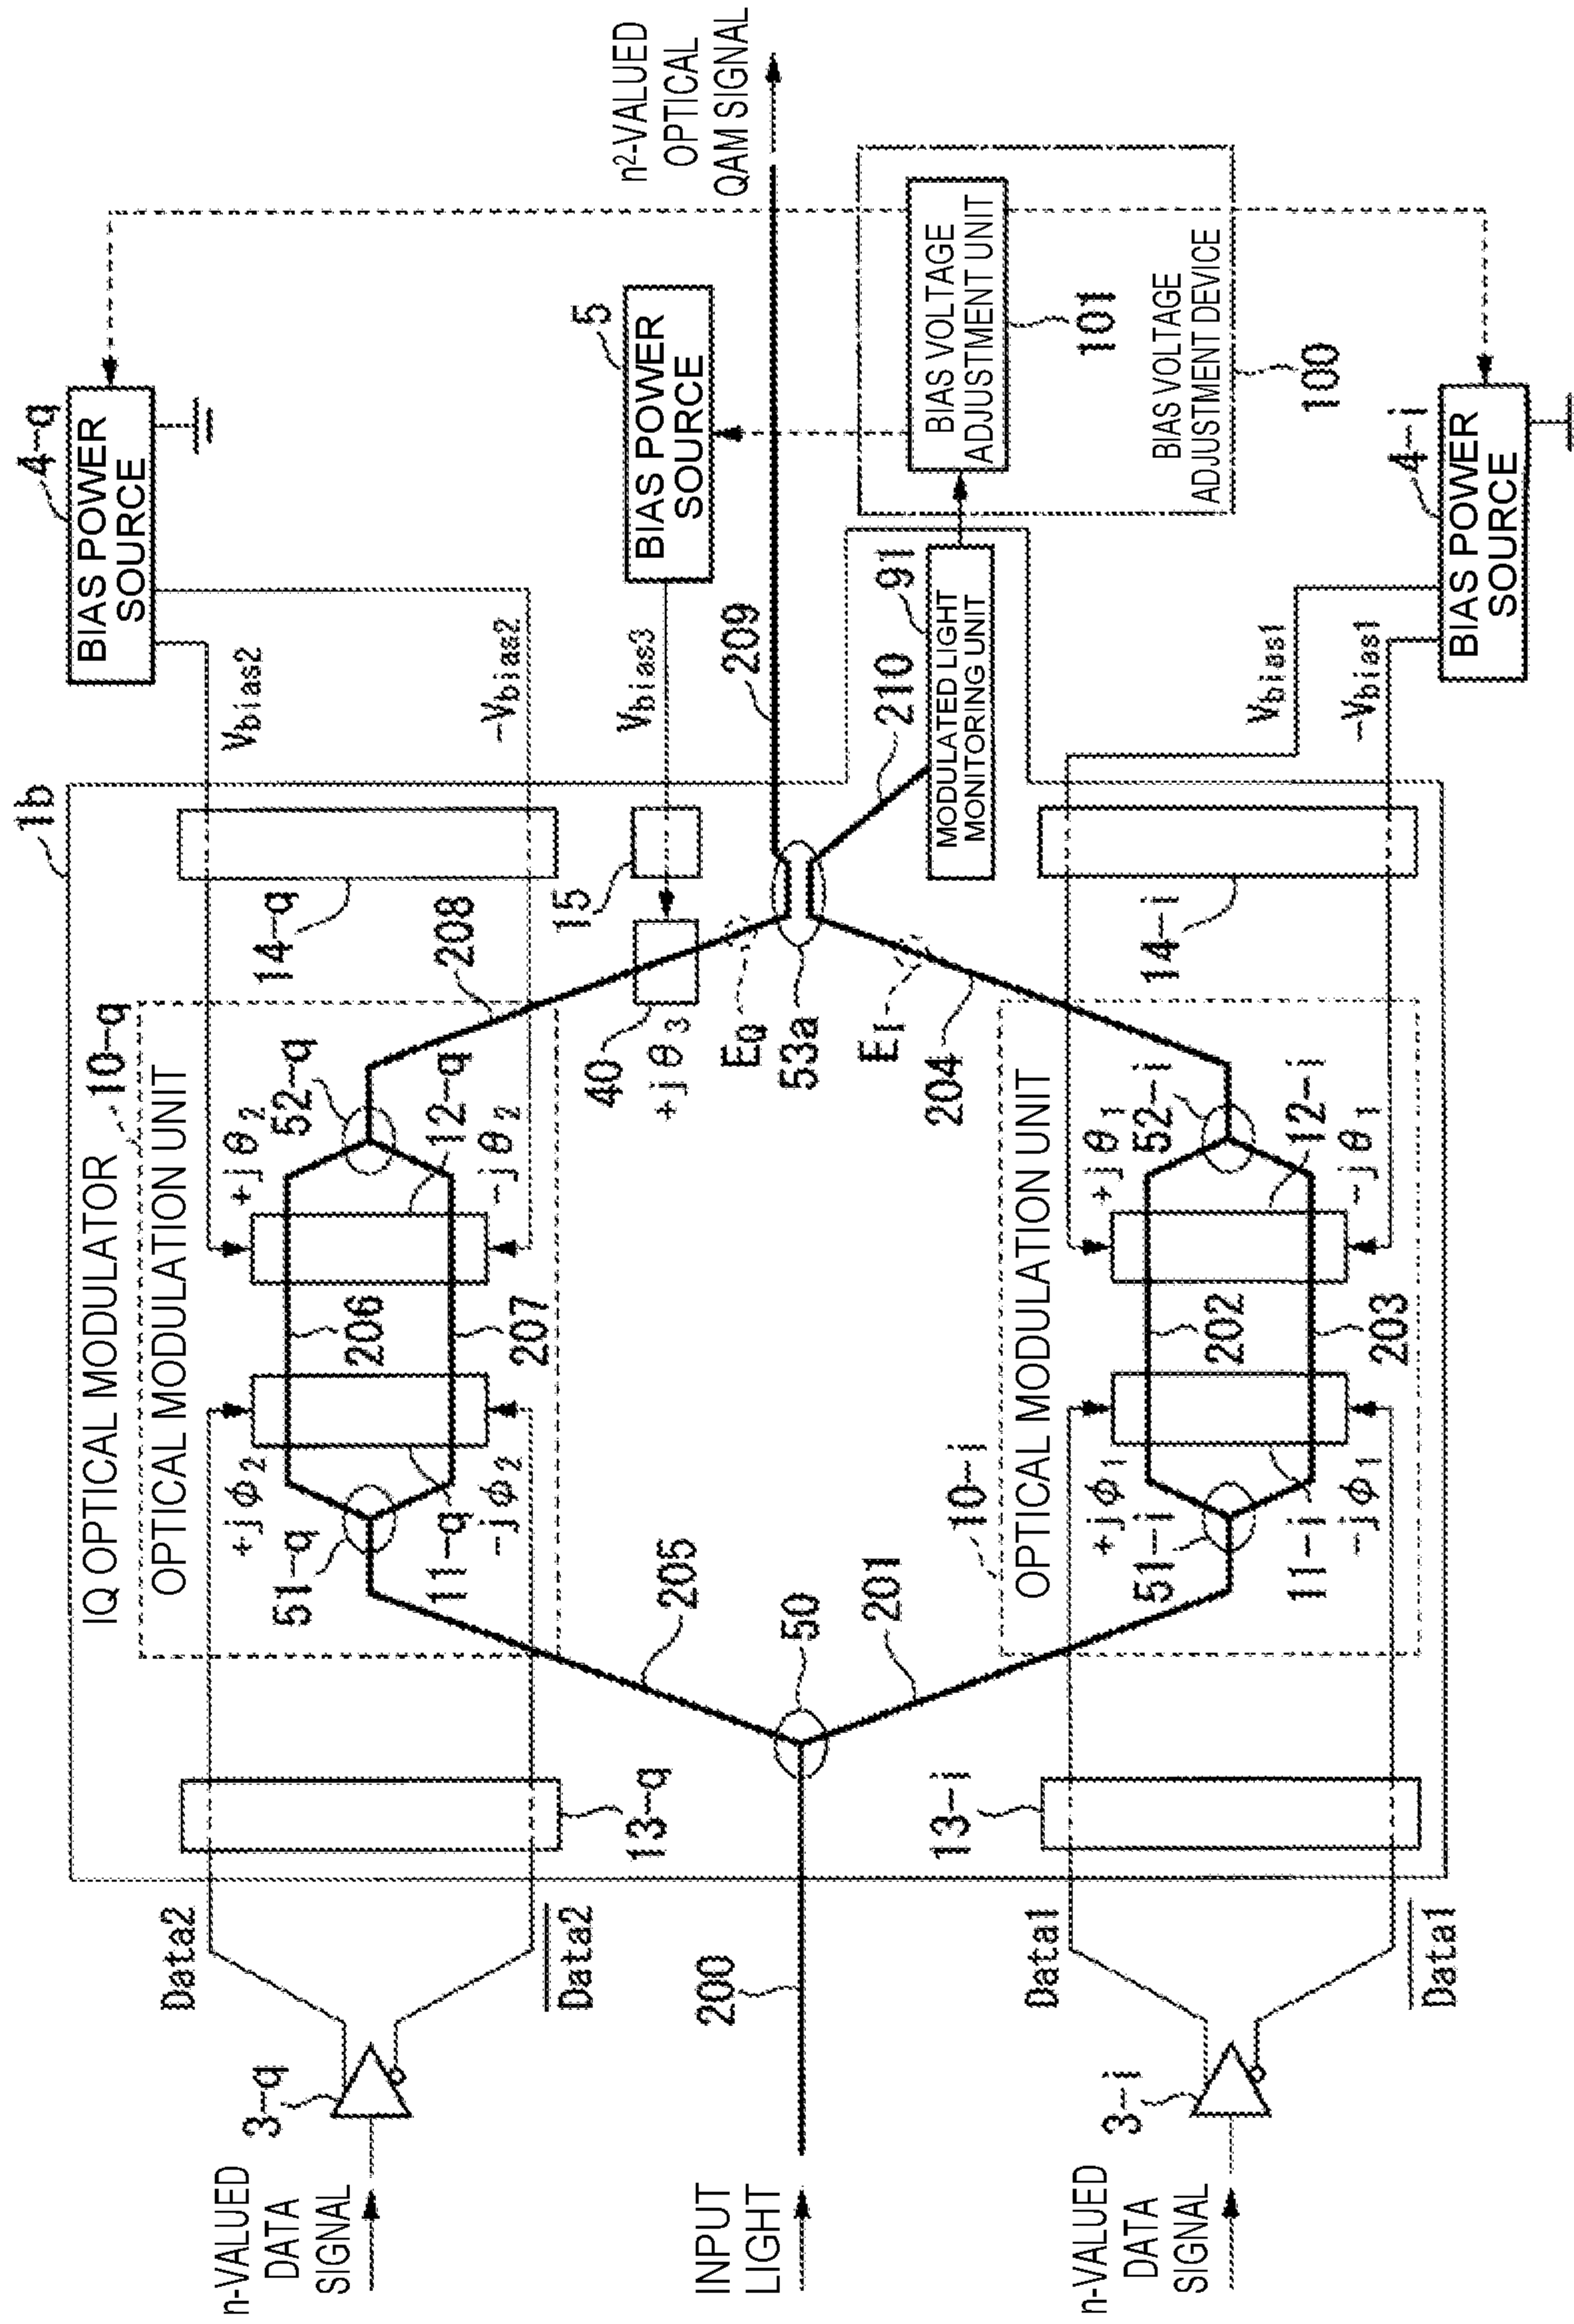 1b
IQ OPTICAL MODULATOR
10-q
OPTICAL MODULATION UNIT
n-VALUED
DATA
SIGNAL
3-q
Data2
Data2
13-q
+jφ2
51-q
11-q
-jφ2
206
207
+jθ2
52-q
12-q
-jθ2
14-q
208
Vbias2
-Vbias2
4-q
BIAS POWER
SOURCE
205
40
+jθ3
15
Vbias3
5
BIAS POWER
SOURCE
n2-VALUED
OPTICAL
QAM SIGNAL
INPUT
LIGHT
200
50
201
EQ
53a
EI
204
209
210
91
MODULATED LIGHT
MONITORING UNIT
BIAS VOLTAGE
ADJUSTMENT UNIT
101
BIAS VOLTAGE
ADJUSTMENT DEVICE
100
10-i
OPTICAL MODULATION UNIT
n-VALUED
DATA
SIGNAL
3-i
Data1
Data1
13-i
+jφ1
51-i
11-i
-jφ1
202
203
+jθ1
52-i
12-i
-jθ1
14-i
Vbias1
-Vbias1
4-i
BIAS POWER
SOURCE